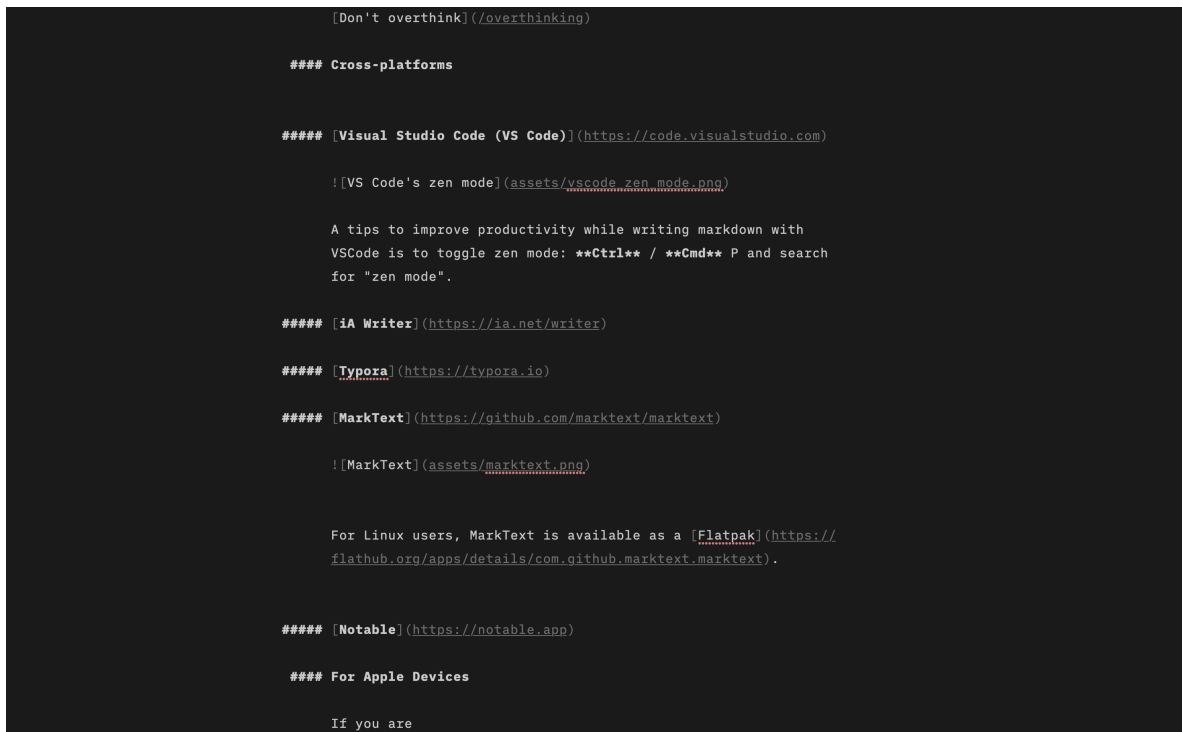 [Don't overthink](/overthinking)
#### Cross-platforms
##### [Visual Studio Code (VS Code)](https://code.visualstudio.com)
![VS Code's zen mode](assets/vscode_zen_mode.png)
A tips to improve productivity while writing markdown with
VSCode is to toggle zen mode: **Ctrl** / **Cmd** P and search
for "zen mode".
##### [iA Writer](https://ia.net/writer)
##### [Typora](https://typora.io)
##### [MarkText](https://github.com/marktext/marktext)
![MarkText](assets/marktext.png)
For Linux users, MarkText is available as a [Flatpak](https://
flathub.org/apps/details/com.github.marktext.marktext).
##### [Notable](https://notable.app)
#### For Apple Devices
If you are